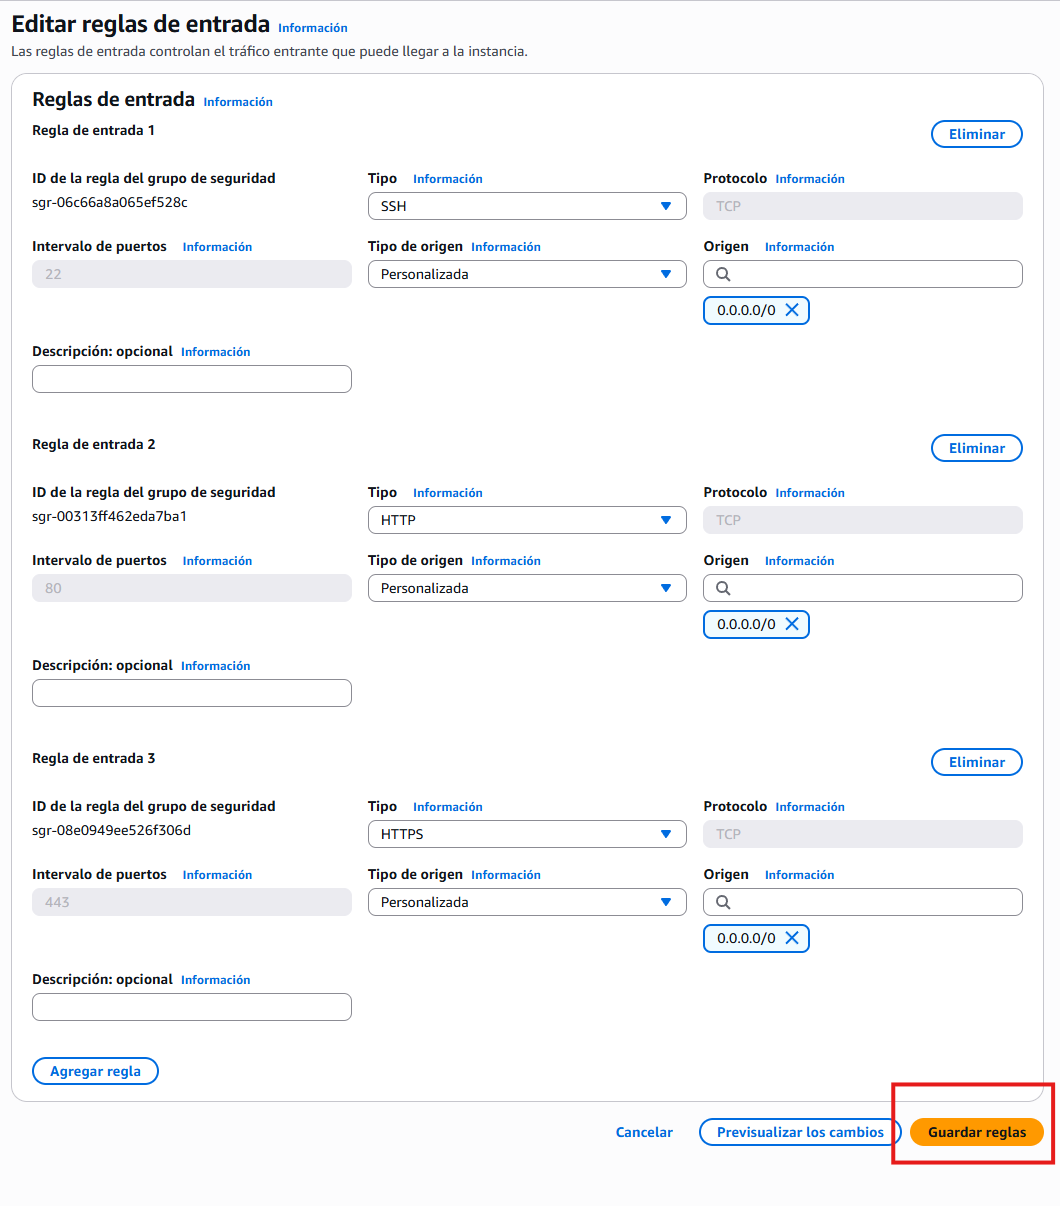 Editar reglas de entrada Información
Las reglas de entrada controlan el tráfico entrante que puede llegar a la instancia.
Reglas de entrada Información
Regla de entrada 1
Eliminar
ID de la regla del grupo de seguridad
sgr-06c66a8a065ef528c
Tipo Información
SSH
Protocolo Información
TCP
Intervalo de puertos Información
22
Tipo de origen Información
Personalizada
Origen Información
0.0.0.0/0
Descripción: opcional Información
Regla de entrada 2
Eliminar
ID de la regla del grupo de seguridad
sgr-00313ff462eda7ba1
Tipo Información
HTTP
Protocolo Información
TCP
Intervalo de puertos Información
80
Tipo de origen Información
Personalizada
Origen Información
0.0.0.0/0
Descripción: opcional Información
Regla de entrada 3
Eliminar
ID de la regla del grupo de seguridad
sgr-08e0949ee526f306d
Tipo Información
HTTPS
Protocolo Información
TCP
Intervalo de puertos Información
443
Tipo de origen Información
Personalizada
Origen Información
0.0.0.0/0
Descripción: opcional Información
Agregar regla
Cancelar
Previsualizar los cambios
Guardar reglas